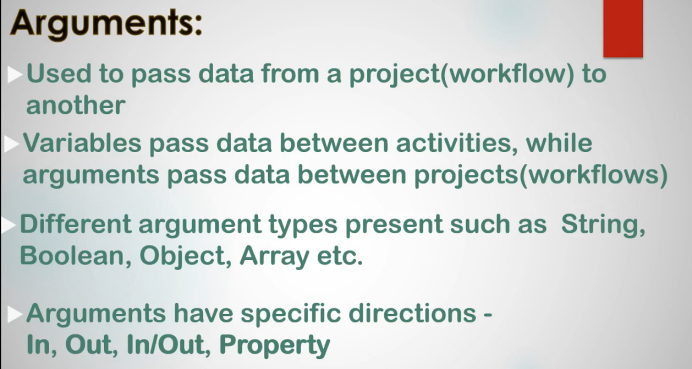 Arguments:
Used to pass data from a project(workflow) to
another
Variables pass data between activities, while
arguments pass data between projects(workflows)
Different argument types present such as  String,
Boolean, Object, Array etc.
Arguments have specific directions -
In, Out, In/Out, Property